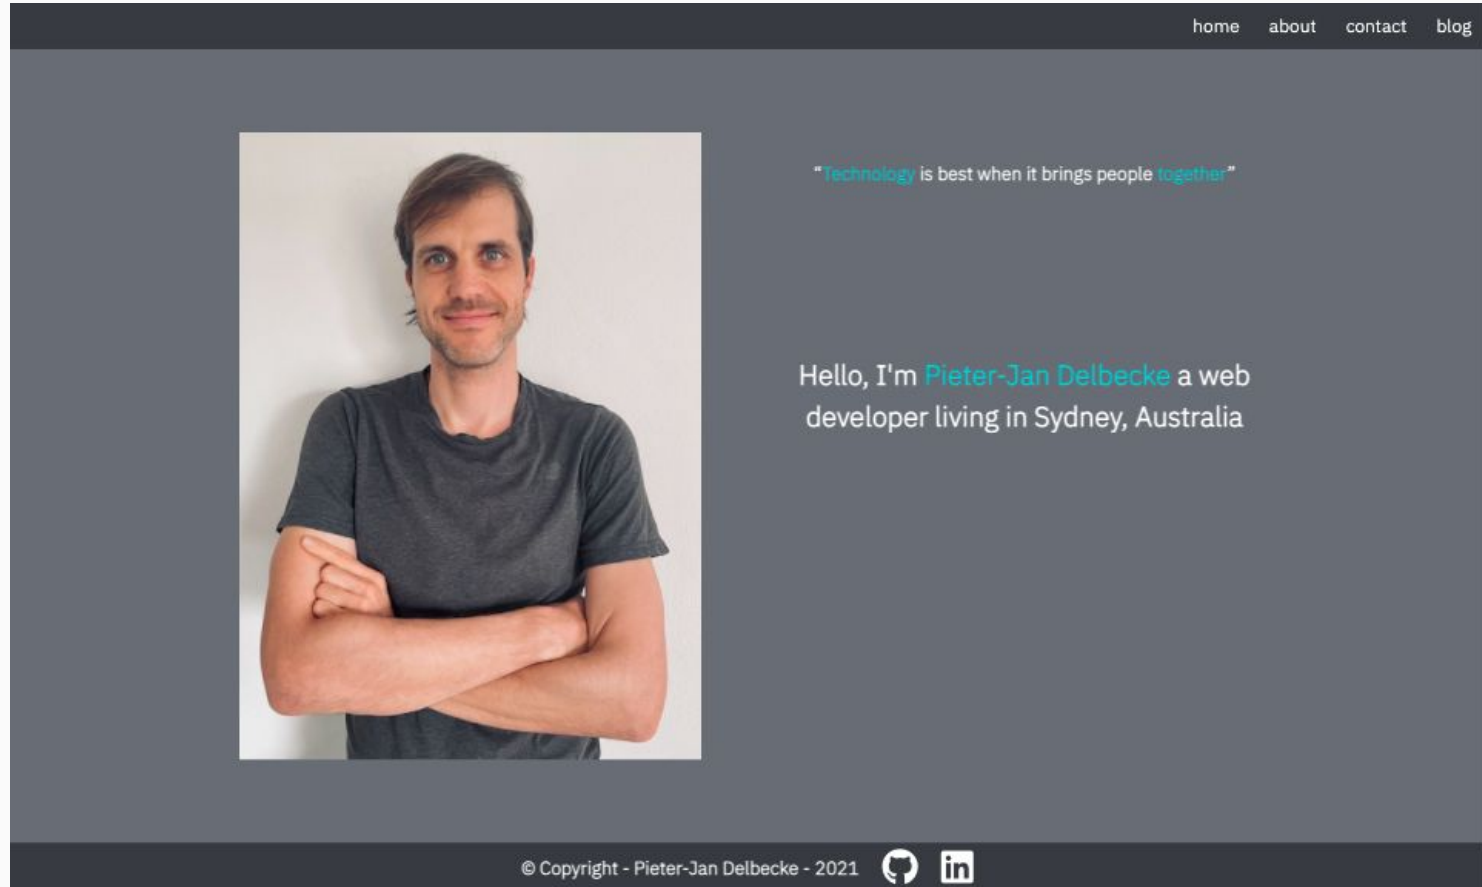 home about contact blog
“Technology is best when it brings people together”
Hello, I'm Pieter-Jan Delbecke a web
developer living in Sydney, Australia
© Copyright - Pieter-Jan Delbecke - 2021
in